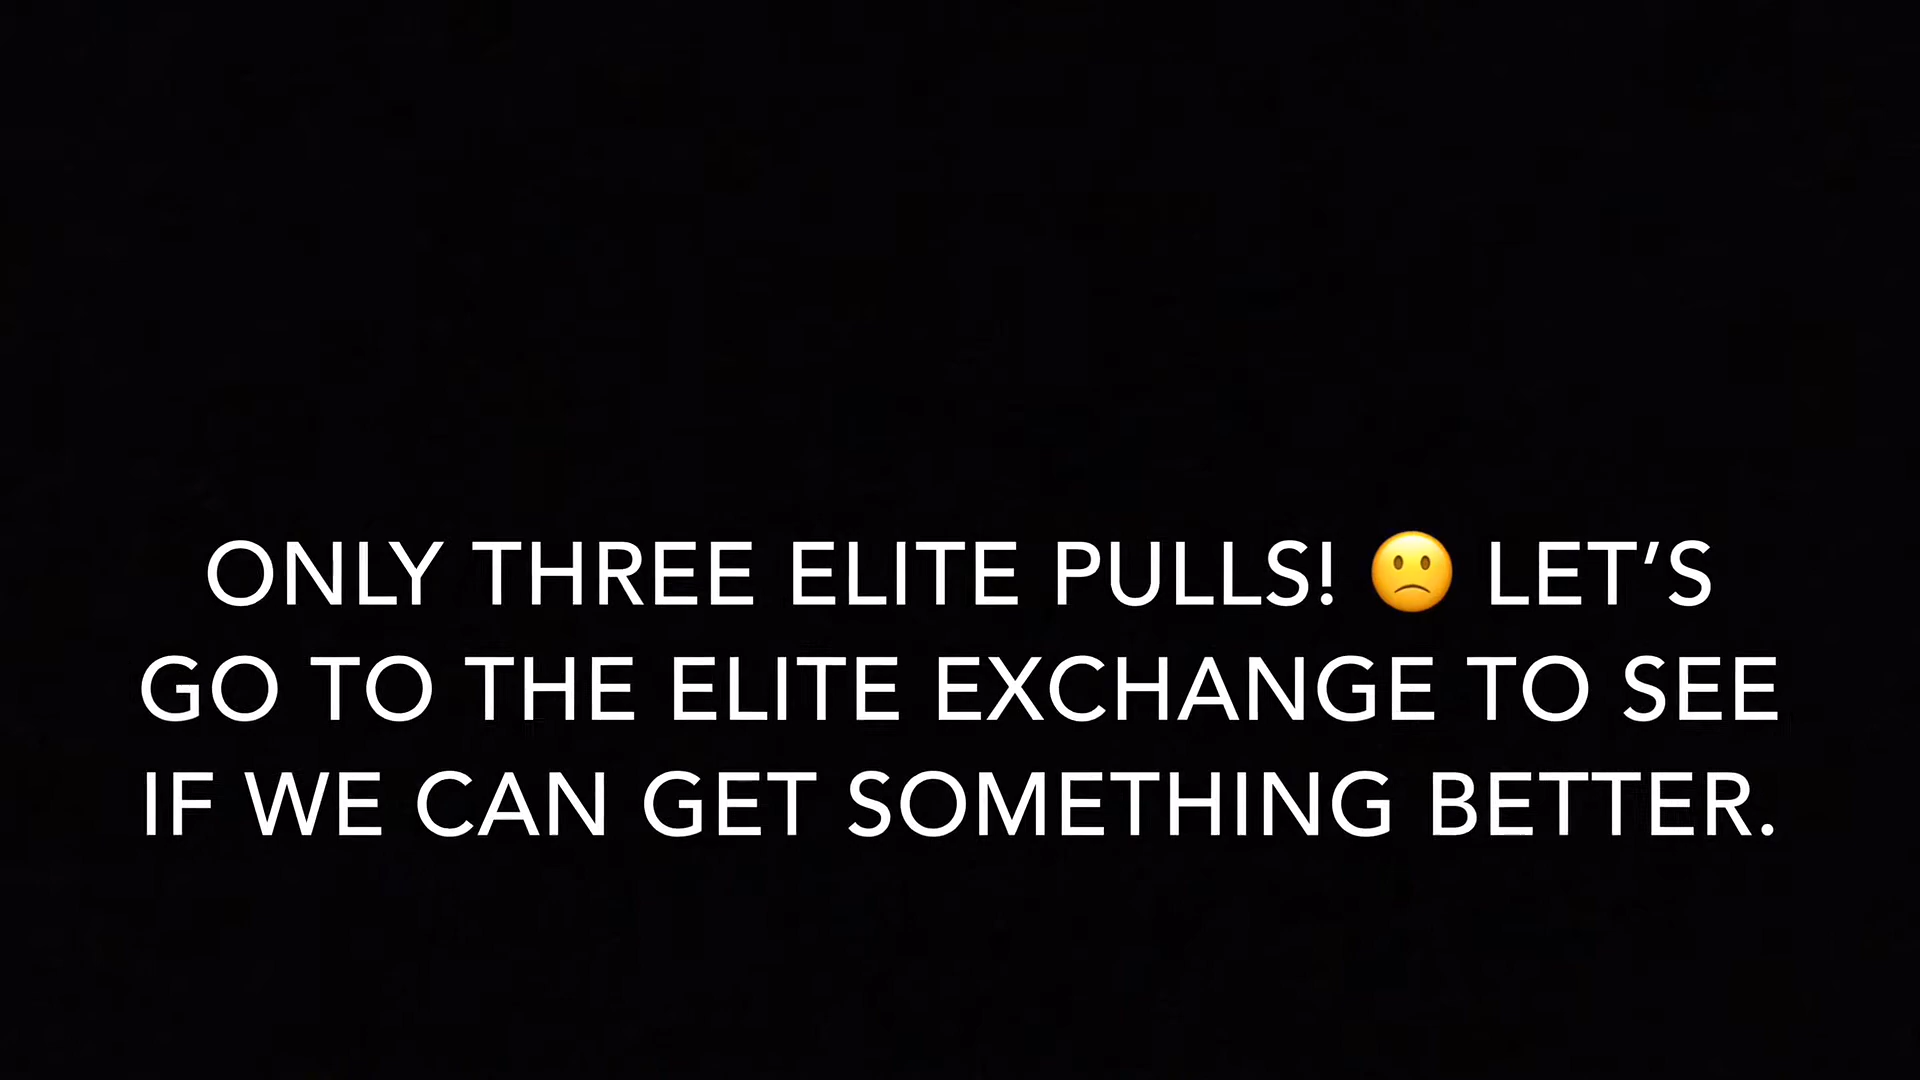 ONLY THREE ELITE PULLS! 🙁 LET’S
GO TO THE ELITE EXCHANGE TO SEE
IF WE CAN GET SOMETHING BETTER.